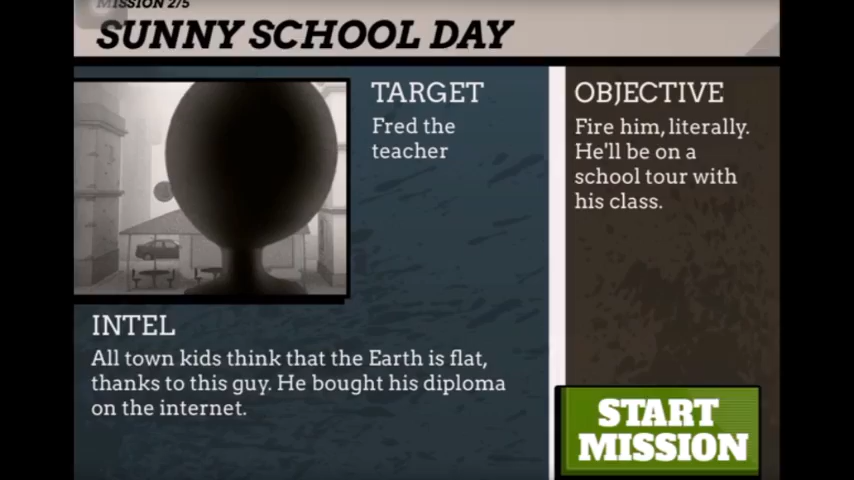 MISSION 2/5
SUNNY SCHOOL DAY
TARGET
Fred the
teacher
OBJECTIVE
Fire him, literally.
He'll be on a
school tour with
his class.
INTEL
All town kids think that the Earth is flat,
thanks to this guy. He bought his diploma
on the internet.
START
MISSION